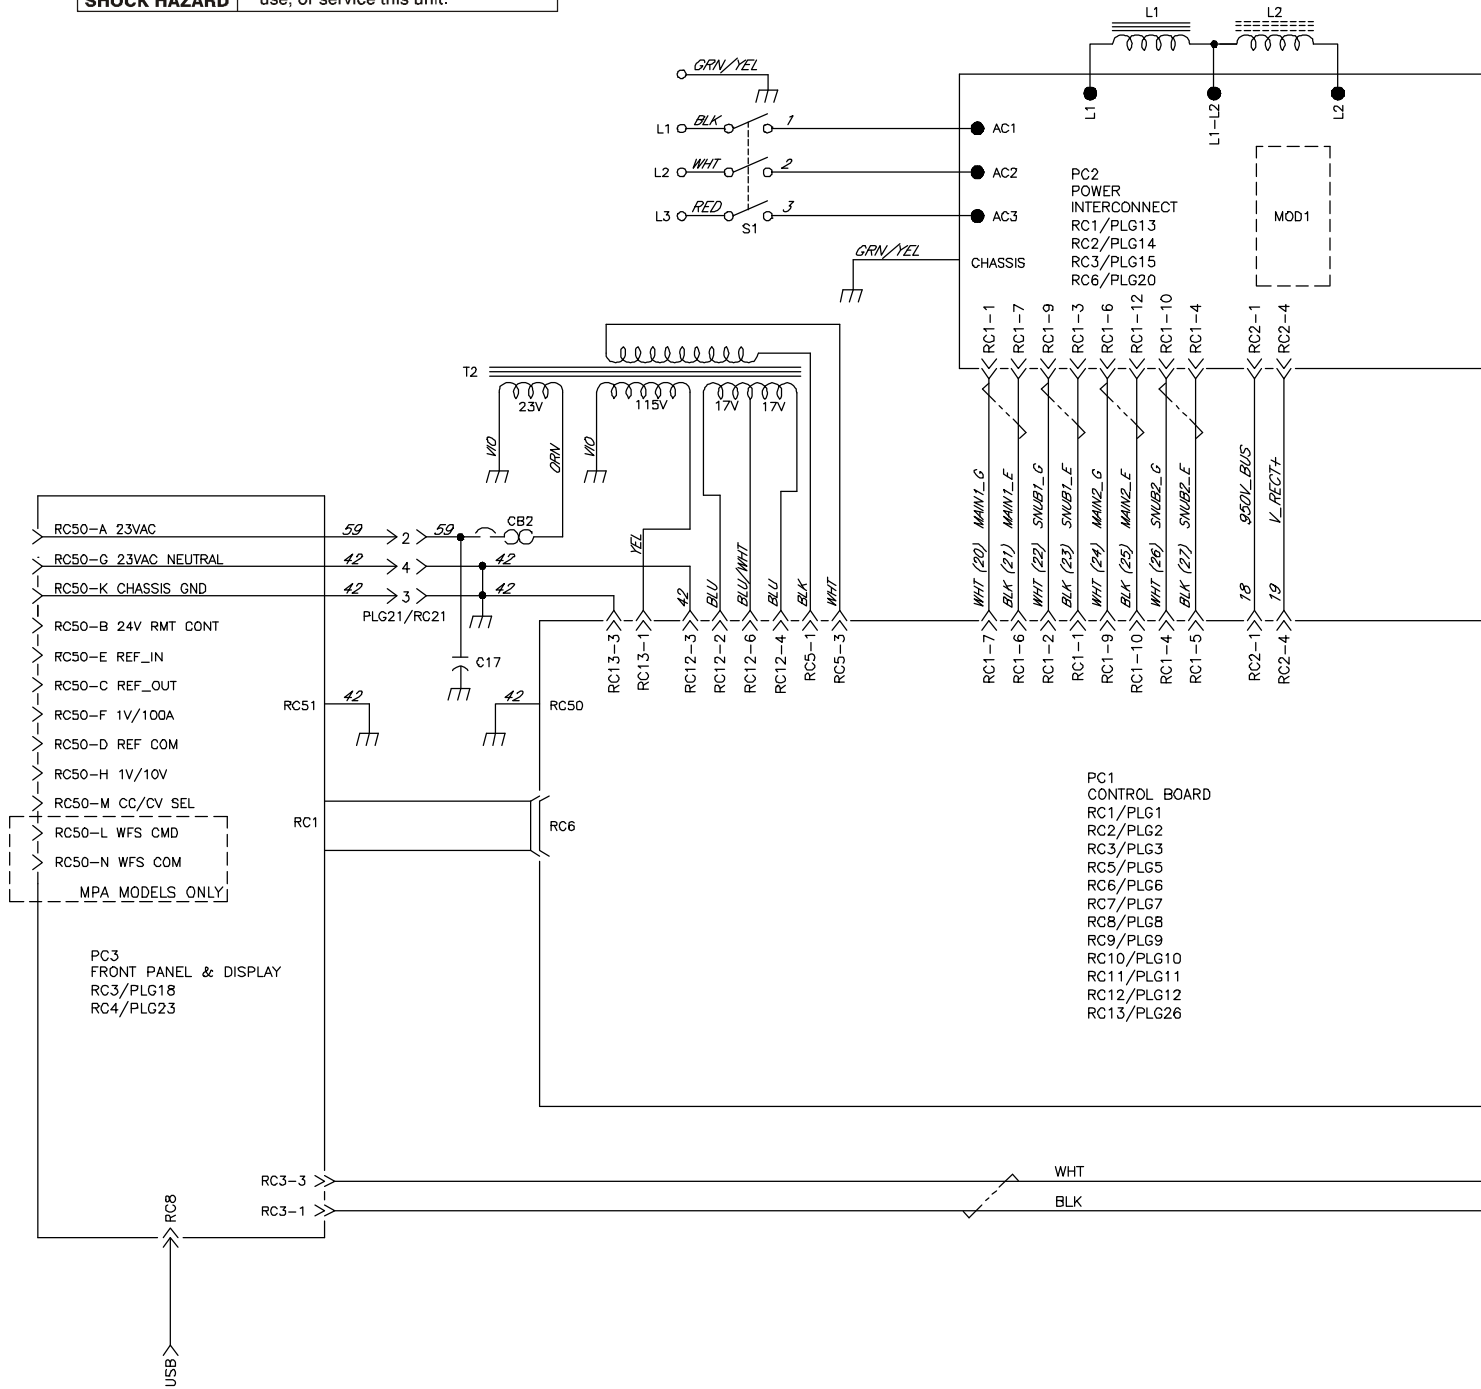 SHOCK HAZARD
use, or service this unit.
L1
L2
GRN/YEL
L1 BLK 1 AC1
L1
L1-L2
L2
L2 WHT 2 AC2
L3 RED 3 AC3
S1
PC2
POWER
INTERCONNECT
RC1/PLG13
RC2/PLG14
RC3/PLG15
RC6/PLG20
MOD1
GRN/YEL
CHASSIS
RC1-1
RC1-7
RC1-9
RC1-3
RC1-6
RC1-12
RC1-10
RC1-4
RC2-1
RC2-4
T2
23V
115V
17V
17V
VIO
ORN
VIO
WHT (20) MAIN1_G
BLK (21) MAIN1_E
WHT (22) SNUB1_G
BLK (23) SNUB1_E
WHT (24) MAIN2_G
BLK (25) MAIN2_E
WHT (26) SNUB2_G
BLK (27) SNUB2_E
18 950V_BUS
19 V_RECT+
RC50-A 23VAC 59 2 59 CB2
RC50-G 23VAC NEUTRAL 42 4 42
RC50-K CHASSIS GND 42 3 42
PLG21/RC21
YEL
42
BLU
BLU/WHT
BLU
BLK
WHT
RC50-B 24V RMT CONT
RC50-E REF_IN
RC50-C REF_OUT
RC50-F 1V/100A
RC50-D REF COM
RC50-H 1V/10V
RC50-M CC/CV SEL
RC50-L WFS CMD
RC50-N WFS COM
MPA MODELS ONLY
C17
RC13-3
RC13-1
RC12-3
RC12-2
RC12-6
RC12-4
RC5-1
RC5-3
RC1-7
RC1-6
RC1-2
RC1-1
RC1-9
RC1-10
RC1-4
RC1-5
RC2-1
RC2-4
RC51 42
42 RC50
RC1
RC6
PC1
CONTROL BOARD
RC1/PLG1
RC2/PLG2
RC3/PLG3
RC5/PLG5
RC6/PLG6
RC7/PLG7
RC8/PLG8
RC9/PLG9
RC10/PLG10
RC11/PLG11
RC12/PLG12
RC13/PLG26
PC3
FRONT PANEL & DISPLAY
RC3/PLG18
RC4/PLG23
RC3-3 WHT
RC3-1 BLK
RC8
USB